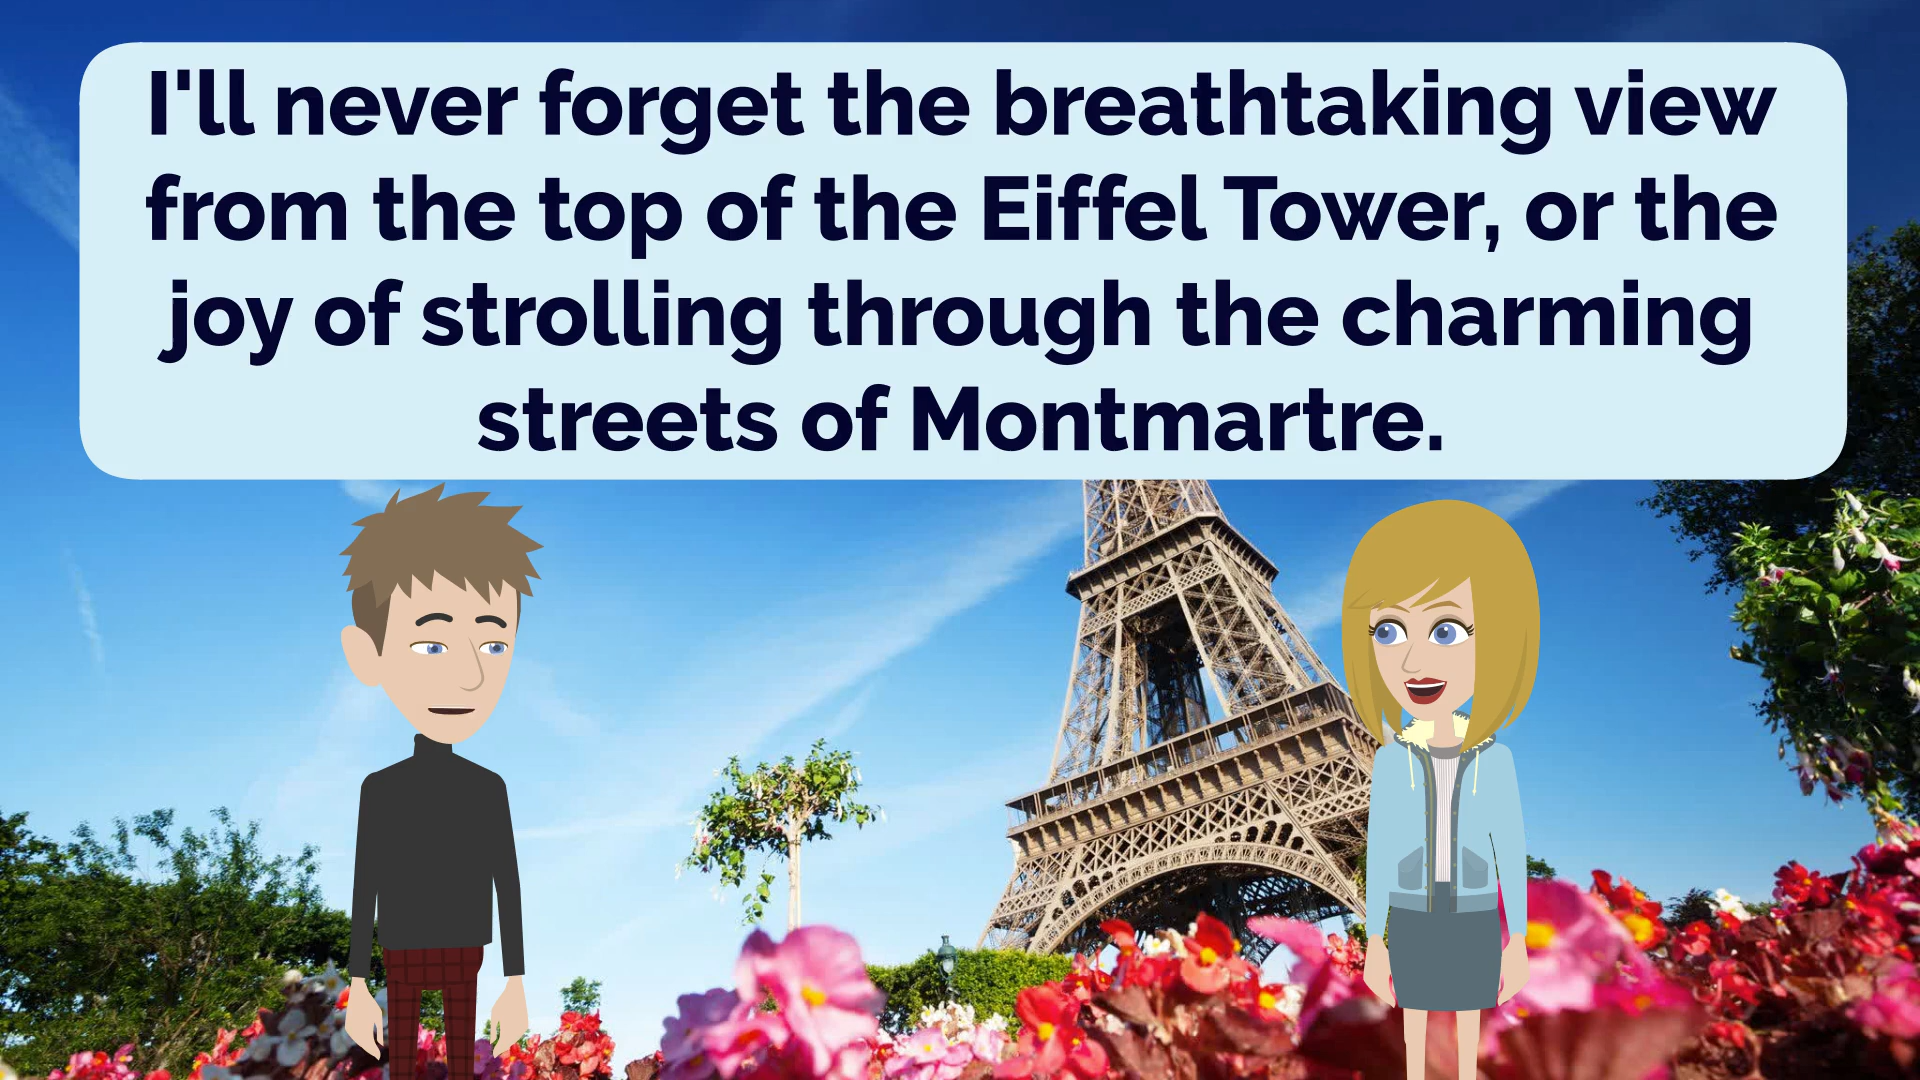 I'll never forget the breathtaking view
from the top of the Eiffel Tower, or the
joy of strolling through the charming
streets of Montmartre.